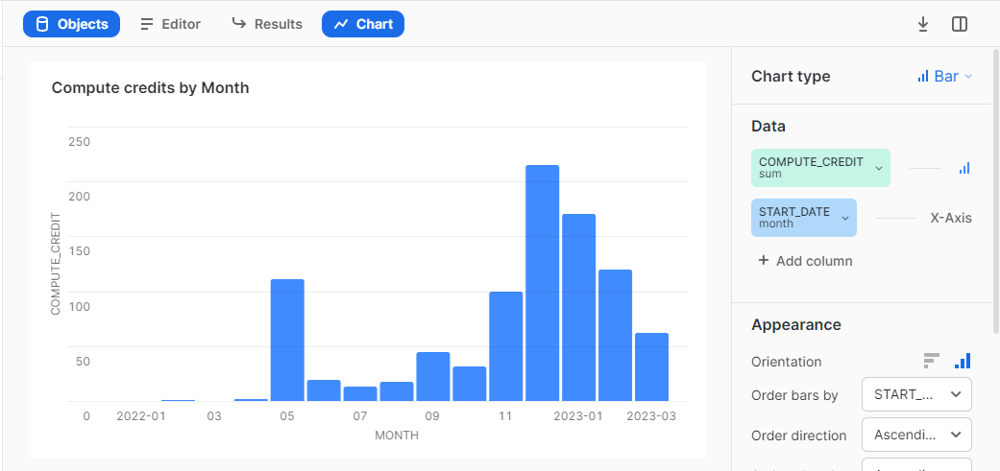 Objects
Editor
Results
Chart
Compute credits by Month
250
200
150
100
50
0
COMPUTE_CREDIT
2022-01 03 05 07 09 11 2023-01 2023-03
MONTH
Chart type Bar
Data
COMPUTE_CREDIT
sum
START_DATE
month
X-Axis
+ Add column
Appearance
Orientation
Order bars by START_...
Order direction Ascendi...